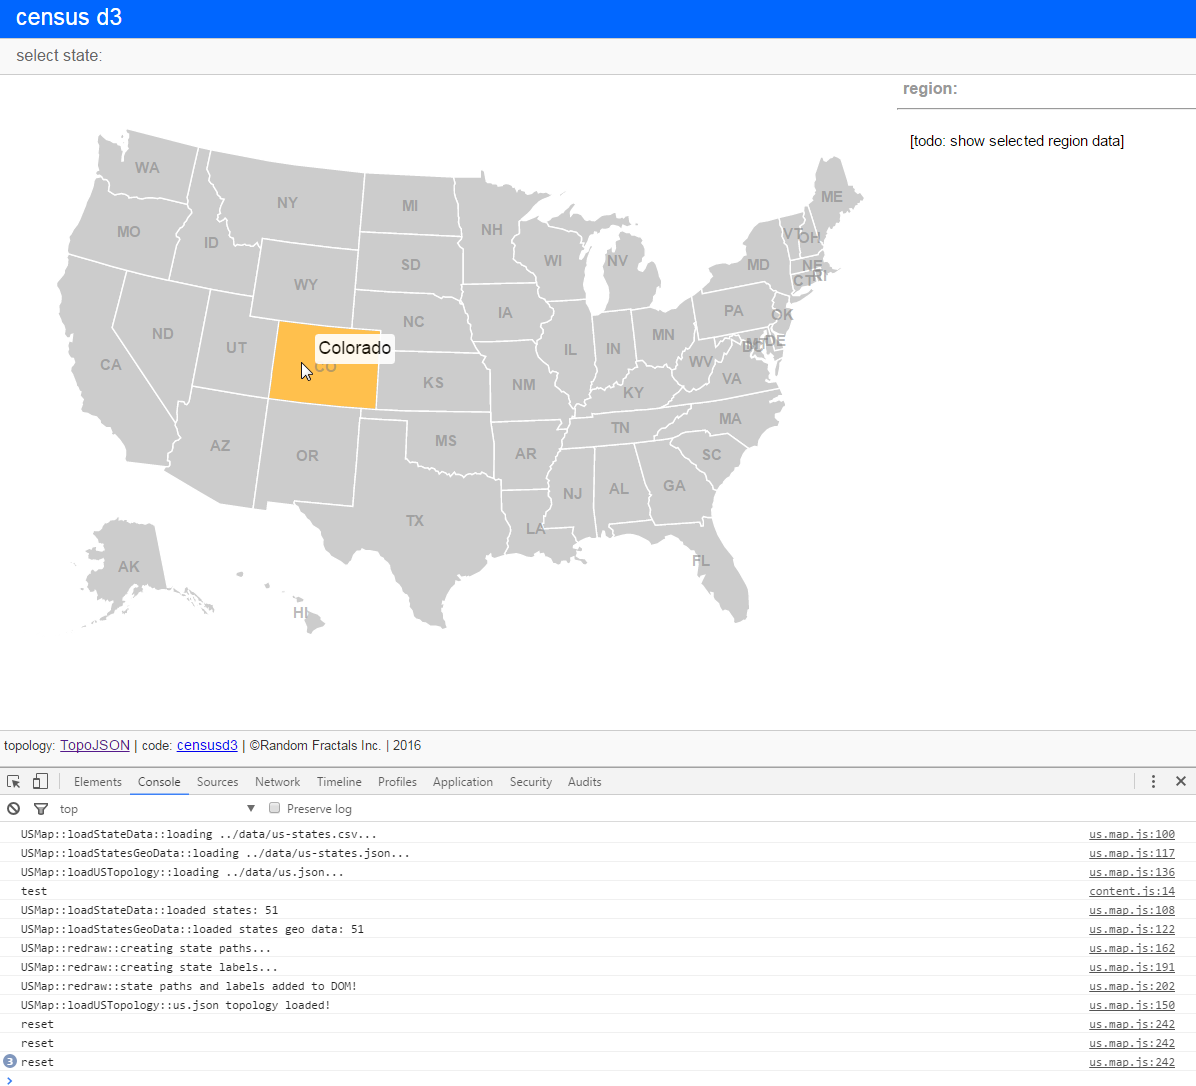 census d3
select state:
region:
[todo: show selected region data]
WA
NY
MI
ME
MO
ID
NH
VT
OH
WI
NV
MD
SD
NE
RI
CT
WY
PA
IA
OK
NC
ND
MN
UT
IL
IN
DE
Colorado
CO
CA
WV
VA
KS
NM
KY
MA
TN
AZ
OR
MS
AR
SC
NJ
AL
GA
TX
LA
FL
AK
HI
topology: TopoJSON | code: censusd3 | ©Random Fractals Inc. | 2016
Elements Console Sources Network Timeline Profiles Application Security Audits
top Preserve log
USMap::loadStateData::loading ../data/us-states.csv... us.map.js:100
USMap::loadStatesGeoData::loading ../data/us-states.json... us.map.js:117
USMap::loadUSTopology::loading ../data/us.json... us.map.js:136
test content.js:14
USMap::loadStateData::loaded states: 51 us.map.js:108
USMap::loadStatesGeoData::loaded states geo data: 51 us.map.js:122
USMap::redraw::creating state paths... us.map.js:162
USMap::redraw::creating state labels... us.map.js:191
USMap::redraw::state paths and labels added to DOM! us.map.js:202
USMap::loadUSTopology::us.json topology loaded! us.map.js:150
reset us.map.js:242
reset us.map.js:242
3 reset us.map.js:242